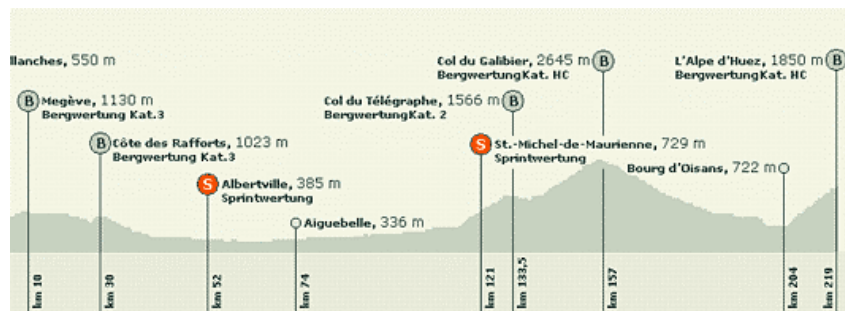 llanches, 550 m
Col du Galibier, 2645 m B
BergwertungKat. HC
L'Alpe d'Huez, 1850 m B
BergwertungKat. HC
B Megève, 1130 m
Bergwertung Kat.3
Col du Télégraphe, 1566 m B
BergwertungKat. 2
B Côte des Rafforts, 1023 m
Bergwertung Kat.3
S St.-Michel-de-Maurienne, 729 m
Sprintwertung
Bourg d'Oisans, 722 m
S Albertville, 385 m
Sprintwertung
Aiguebelle, 336 m
km 10
km 30
km 52
km 74
km 121
km 133,5
km 157
km 204
km 219